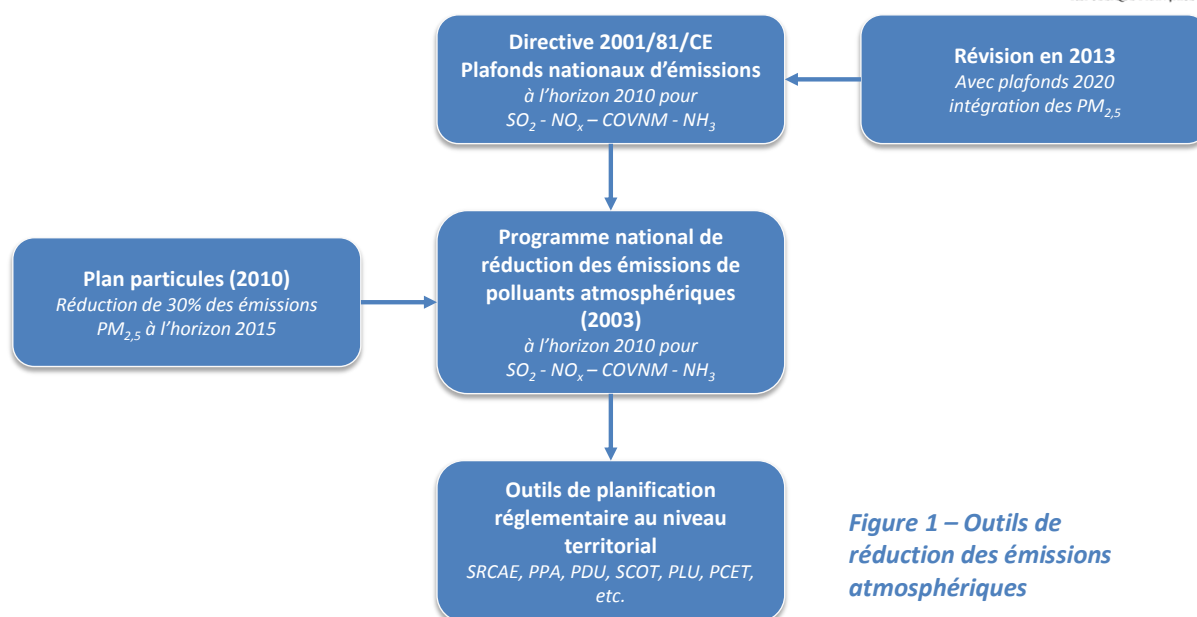 Directive 2001/81/CE
Plafonds nationaux d'émissions
à l'horizon 2010 pour
SO₂ - NOₓ – COVNM - NH₃
Révision en 2013
Avec plafonds 2020
intégration des PM₂,₅
Programme national de
réduction des émissions de
polluants atmosphériques
(2003)
à l'horizon 2010 pour
SO₂ - NOₓ – COVNM - NH₃
Plan particules (2010)
Réduction de 30% des émissions
PM₂,₅ à l'horizon 2015
Outils de planification
réglementaire au niveau
territorial
SRCAE, PPA, PDU, SCOT, PLU, PCET,
etc.
Figure 1 – Outils de
réduction des émissions
atmosphériques